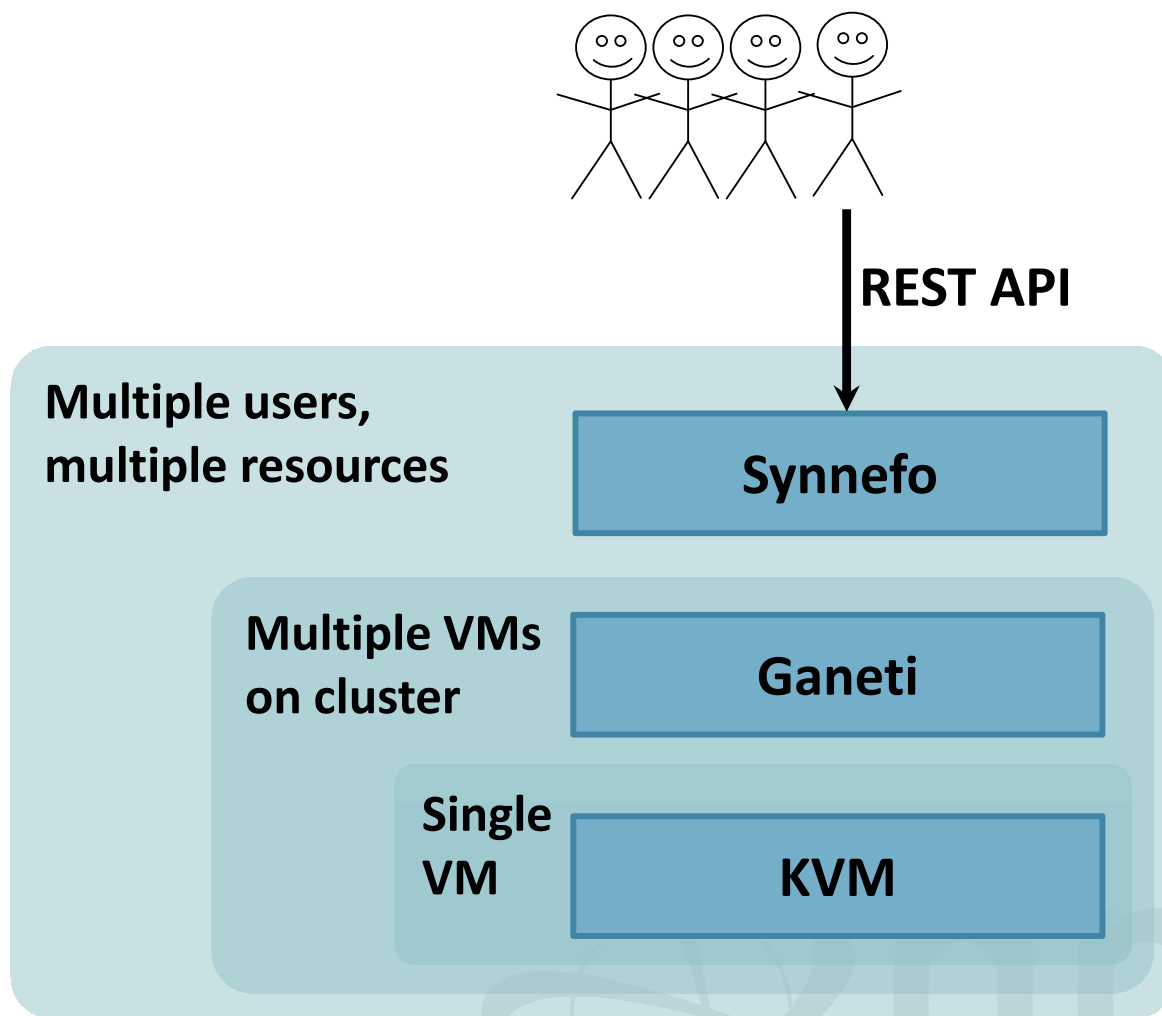 REST API
Multiple users,
multiple resources
Synnefo
Multiple VMs
on cluster
Ganeti
Single
VM
KVM